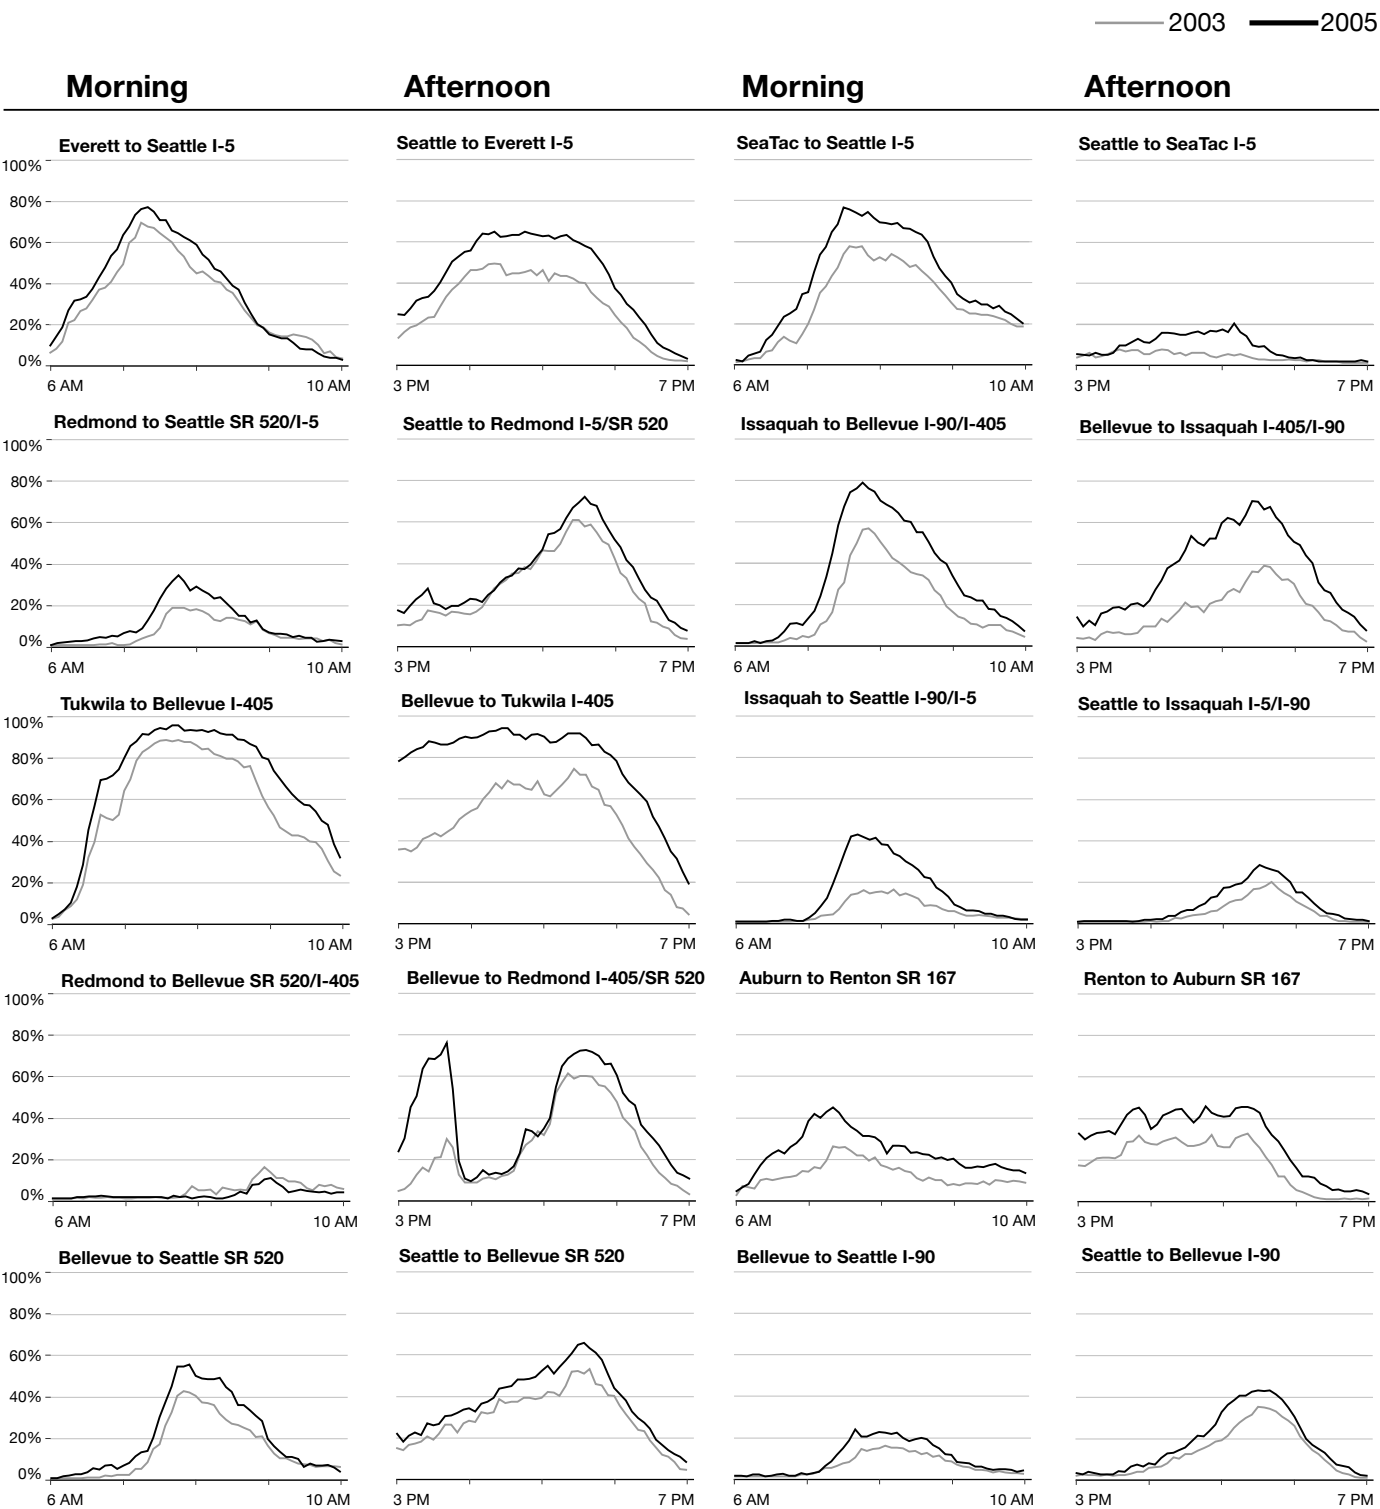 2003 2005
Morning Afternoon Morning Afternoon
Everett to Seattle I-5
Seattle to Everett I-5
SeaTac to Seattle I-5
Seattle to SeaTac I-5
100%
80%
60%
40%
20%
0%
6 AM 10 AM
3 PM 7 PM
6 AM 10 AM
3 PM 7 PM
Redmond to Seattle SR 520/I-5
Seattle to Redmond I-5/SR 520
Issaquah to Bellevue I-90/I-405
Bellevue to Issaquah I-405/I-90
100%
80%
60%
40%
20%
0%
6 AM 10 AM
3 PM 7 PM
6 AM 10 AM
3 PM 7 PM
Tukwila to Bellevue I-405
Bellevue to Tukwila I-405
Issaquah to Seattle I-90/I-5
Seattle to Issaquah I-5/I-90
100%
80%
60%
40%
20%
0%
6 AM 10 AM
3 PM 7 PM
6 AM 10 AM
3 PM 7 PM
Redmond to Bellevue SR 520/I-405
Bellevue to Redmond I-405/SR 520
Auburn to Renton SR 167
Renton to Auburn SR 167
100%
80%
60%
40%
20%
0%
6 AM 10 AM
3 PM 7 PM
6 AM 10 AM
3 PM 7 PM
Bellevue to Seattle SR 520
Seattle to Bellevue SR 520
Bellevue to Seattle I-90
Seattle to Bellevue I-90
100%
80%
60%
40%
20%
0%
6 AM 10 AM
3 PM 7 PM
6 AM 10 AM
3 PM 7 PM